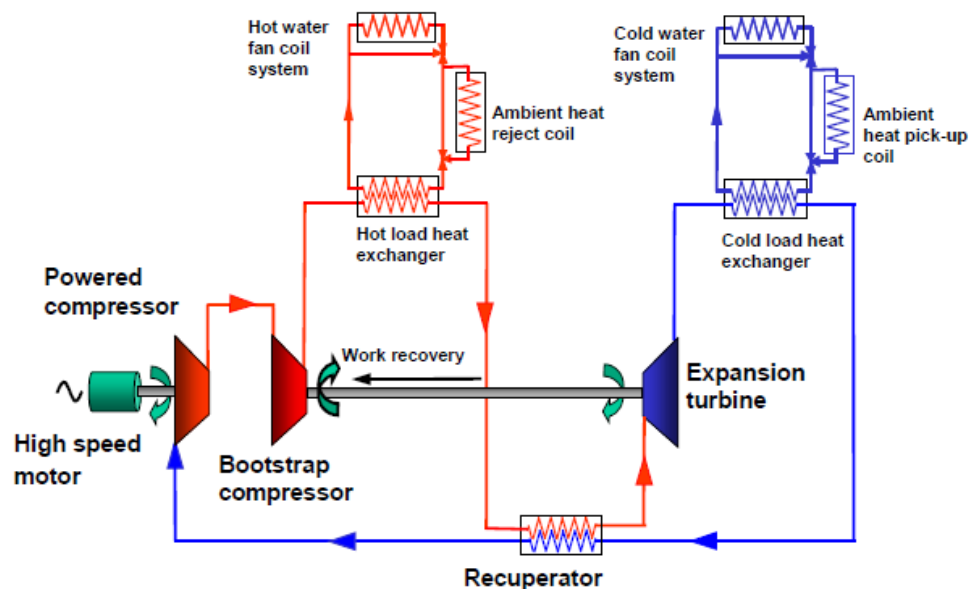 Hot water
fan coil
system
Ambient heat
reject coil
Hot load heat
exchanger
Cold water
fan coil
system
Ambient
heat pick-up
coil
Cold load heat
exchanger
Powered
compressor
Work recovery
Expansion
turbine
High speed
motor
Bootstrap
compressor
Recuperator